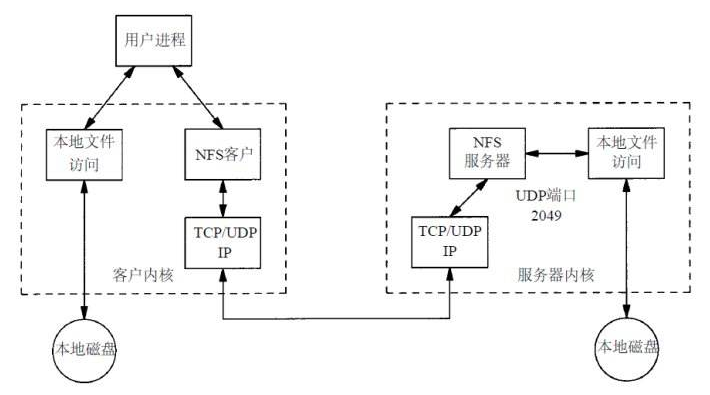 用户进程
本地文件
访问
NFS客户
TCP/UDP
IP
客户内核
本地磁盘
NFS
服务器
本地文件
访问
UDP端口
2049
TCP/UDP
IP
服务器内核
本地磁盘